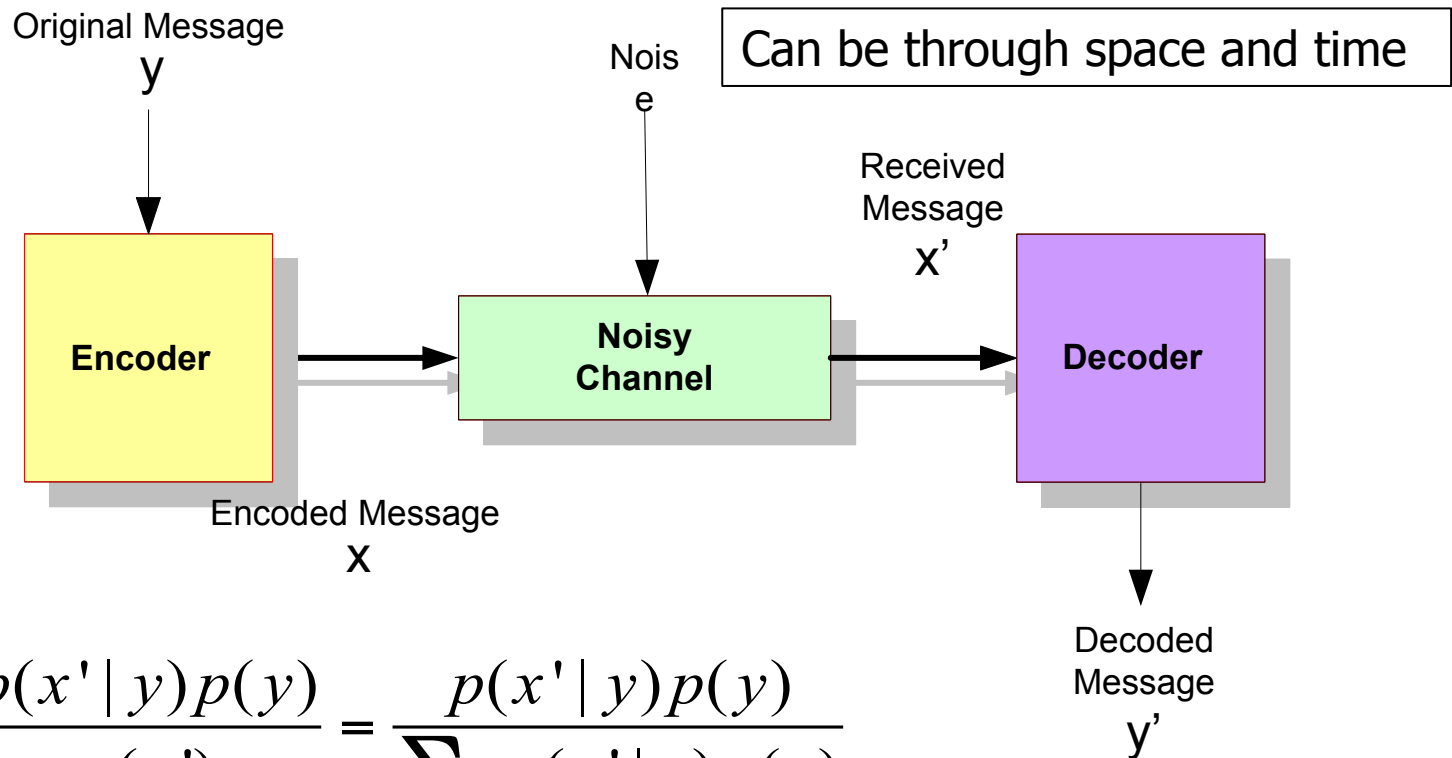 Original Message
y
Nois
e
Can be through space and time
Received
Message
x’
Encoder
Noisy
Channel
Decoder
Encoded Message
x
Decoded
Message
y’
p(x'|y)p(y) = p(x'|y)p(y)